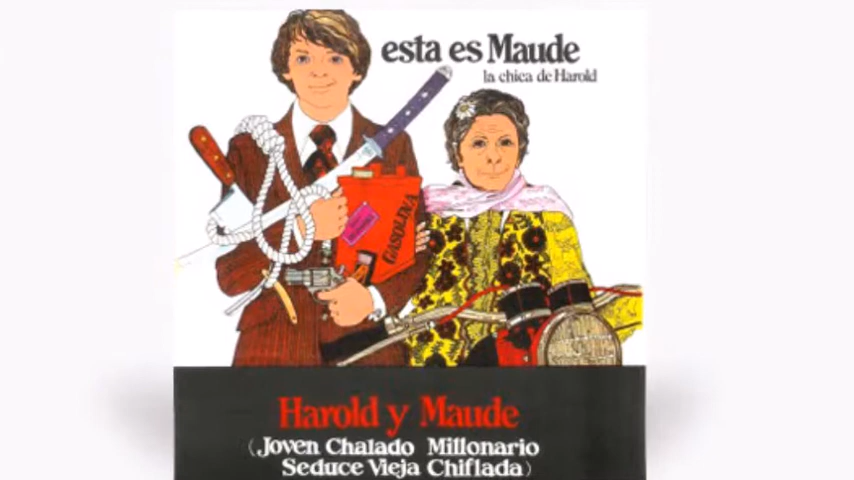 esta es Maude
la chica de Harold
GASOLINA
Harold y Maude
(Joven Chalado Millonario
Seduce Vieja Chiflada)